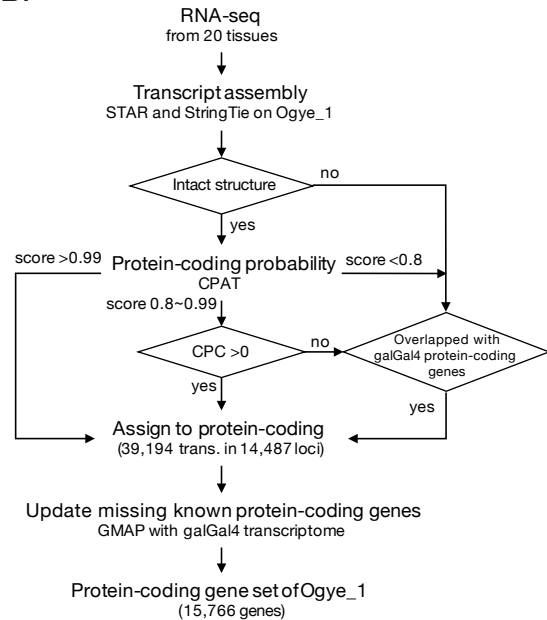 RNA-seq
from 20 tissues
Transcript assembly
STAR and StringTie on Ogye_1
Intact structure
no
yes
score >0.99
Protein-coding probability
score <0.8
CPAT
score 0.8~0.99
CPC >0
no
Overlapped with
galGal4 protein-coding
genes
yes
yes
Assign to protein-coding
(39,194 trans. in 14,487 loci)
Update missing known protein-coding genes
GMAP with galGal4 transcriptome
Protein-coding gene set of Ogye_1
(15,766 genes)